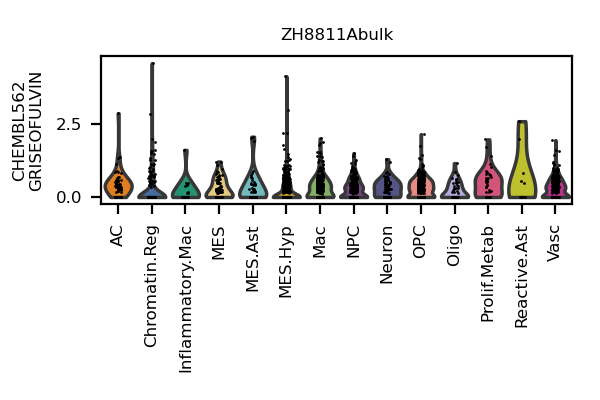 ZH8811Abulk
CHEMBL562
GRISEOFULVIN
2.5
0.0
AC
Chromatin.Reg
Inflammatory.Mac
MES
MES.Ast
MES.Hyp
Mac
NPC
Neuron
OPC
Oligo
Prolif.Metab
Reactive.Ast
Vasc